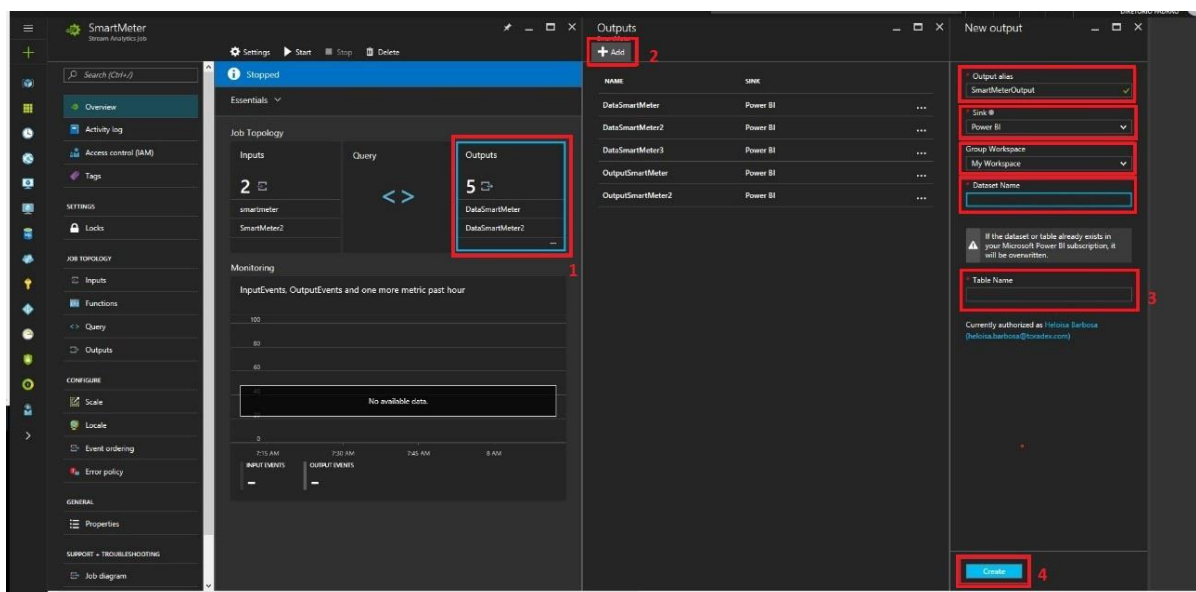 DIRETÓRIO PADRÃO
SmartMeter
Stream Analytics job
Settings Start Stop Delete
Search (Ctrl+/)
Overview
Activity log
Access control (IAM)
Tags
SETTINGS
Locks
JOB TOPOLOGY
Inputs
Functions
Query
Outputs
CONFIGURE
Scale
Locale
Event ordering
Error policy
GENERAL
Properties
SUPPORT + TROUBLESHOOTING
Job diagram
Stopped
Essentials
Job Topology
Inputs
2
smartmeter
SmartMeter2
Query
< >
Outputs
5
DataSmartMeter
DataSmartMeter2
...
1
Monitoring
InputEvents, OutputEvents and one more metric past hour
100
80
60
40
20
0
No available data.
7:15 AM 7:30 AM 7:45 AM 8 AM
INPUT EVENTS
--
OUTPUT EVENTS
--
Outputs
SmartMeter
Add
2
NAME SINK
DataSmartMeter Power BI ...
DataSmartMeter2 Power BI ...
DataSmartMeter3 Power BI ...
OutputSmartMeter Power BI ...
OutputSmartMeter2 Power BI ...
New output
* Output alias
SmartMeterOutput
* Sink
Power BI
Group Workspace
My Workspace
* Dataset Name
If the dataset or table already exists in
your Microsoft Power BI subscription, it
will be overwritten.
* Table Name
3
Currently authorized as Heloisa Barbosa
(heloisa.barbosa@toradex.com)
Create
4